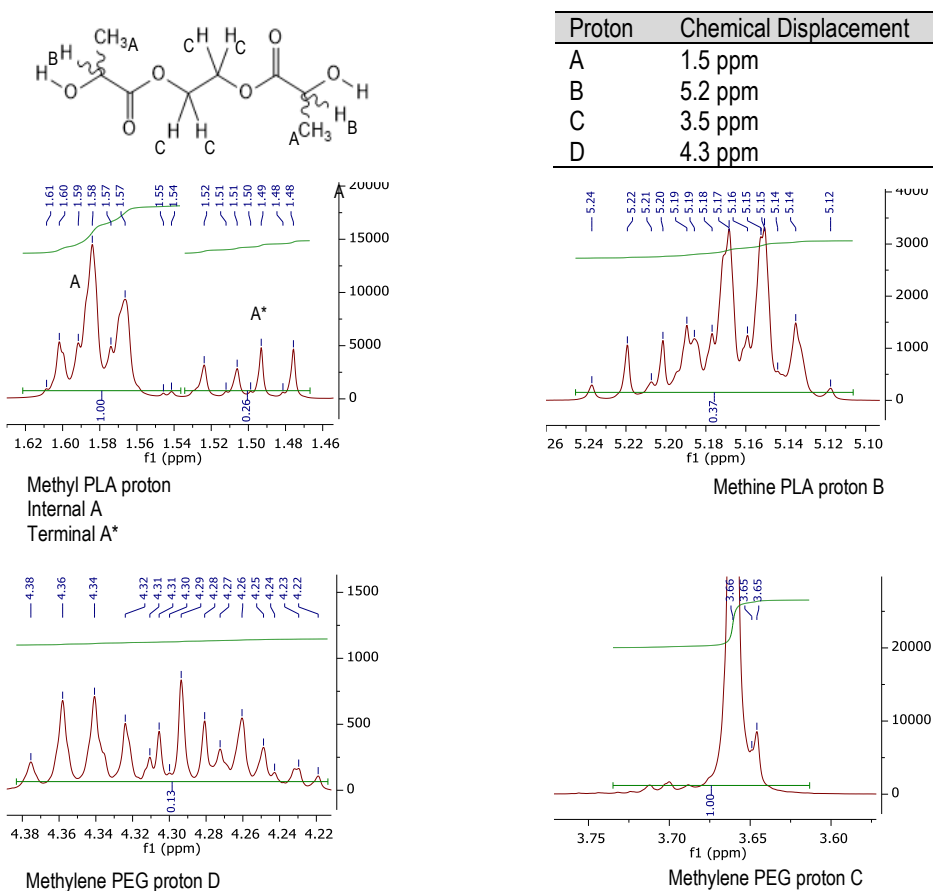 CH₃A
C H H C
BH
H O O O O H
O O H B
H H A CH₃
C C
Proton Chemical Displacement
A 1.5 ppm
B 5.2 ppm
C 3.5 ppm
D 4.3 ppm
1.61 1.60 1.59 1.58 1.57 1.57 1.55 1.54 1.52 1.51 1.51 1.50 1.49 1.48 1.48
A
20000
15000
10000
5000
0
A
A*
1.00 0.26
1.62 1.60 1.58 1.56 1.54 1.52 1.50 1.48 1.46
f1 (ppm)
Methyl PLA proton
Internal A
Terminal A*
5.24 5.22 5.21 5.20 5.19 5.19 5.18 5.17 5.16 5.15 5.15 5.14 5.14 5.12
4000
3000
2000
1000
0
0.37
26 5.24 5.22 5.20 5.18 5.16 5.14 5.12 5.10
f1 (ppm)
Methine PLA proton B
4.38 4.36 4.34 4.32 4.31 4.31 4.30 4.29 4.28 4.27 4.26 4.25 4.24 4.23 4.22
1500
1000
500
0
0.13
4.38 4.36 4.34 4.32 4.30 4.28 4.26 4.24 4.22
f1 (ppm)
Methylene PEG proton D
3.66 3.65 3.65
20000
10000
0
1.00
3.75 3.70 3.65 3.60
f1 (ppm)
Methylene PEG proton C